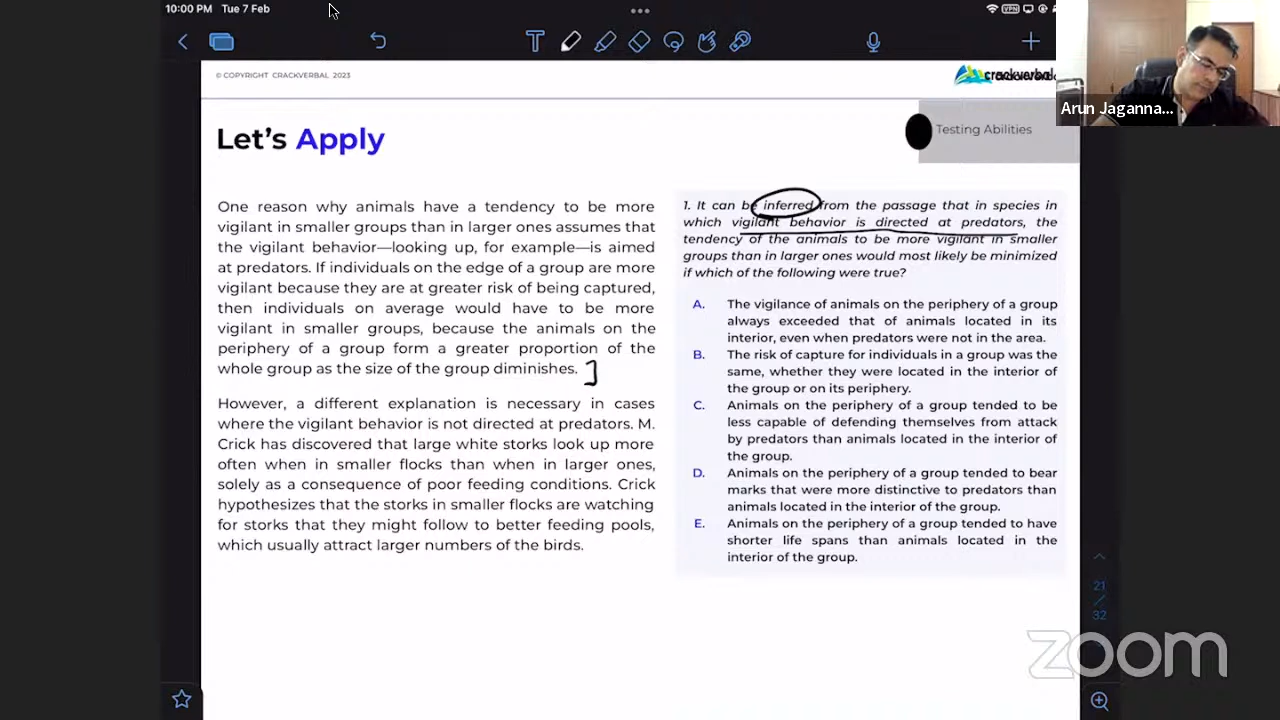 10:00 PM Tue 7 Feb
VPN
© COPYRIGHT CRACKVERBAL 2023
crackverbal
Arun Jaganna...
Let's Apply
Testing Abilities
One reason why animals have a tendency to be more
vigilant in smaller groups than in larger ones assumes that
the vigilant behavior—looking up, for example—is aimed
at predators. If individuals on the edge of a group are more
vigilant because they are at greater risk of being captured,
then individuals on average would have to be more
vigilant in smaller groups, because the animals on the
periphery of a group form a greater proportion of the
whole group as the size of the group diminishes.
However, a different explanation is necessary in cases
where the vigilant behavior is not directed at predators. M.
Crick has discovered that large white storks look up more
often when in smaller flocks than when in larger ones,
solely as a consequence of poor feeding conditions. Crick
hypothesizes that the storks in smaller flocks are watching
for storks that they might follow to better feeding pools,
which usually attract larger numbers of the birds.
1. It can be inferred from the passage that in species in
which vigilant behavior is directed at predators, the
tendency of the animals to be more vigilant in smaller
groups than in larger ones would most likely be minimized
if which of the following were true?
A. The vigilance of animals on the periphery of a group
always exceeded that of animals located in its
interior, even when predators were not in the area.
B. The risk of capture for individuals in a group was the
same, whether they were located in the interior of
the group or on its periphery.
C. Animals on the periphery of a group tended to be
less capable of defending themselves from attack
by predators than animals located in the interior of
the group.
D. Animals on the periphery of a group tended to bear
marks that were more distinctive to predators than
animals located in the interior of the group.
E. Animals on the periphery of a group tended to have
shorter life spans than animals located in the
interior of the group.
21
/
32
zoom